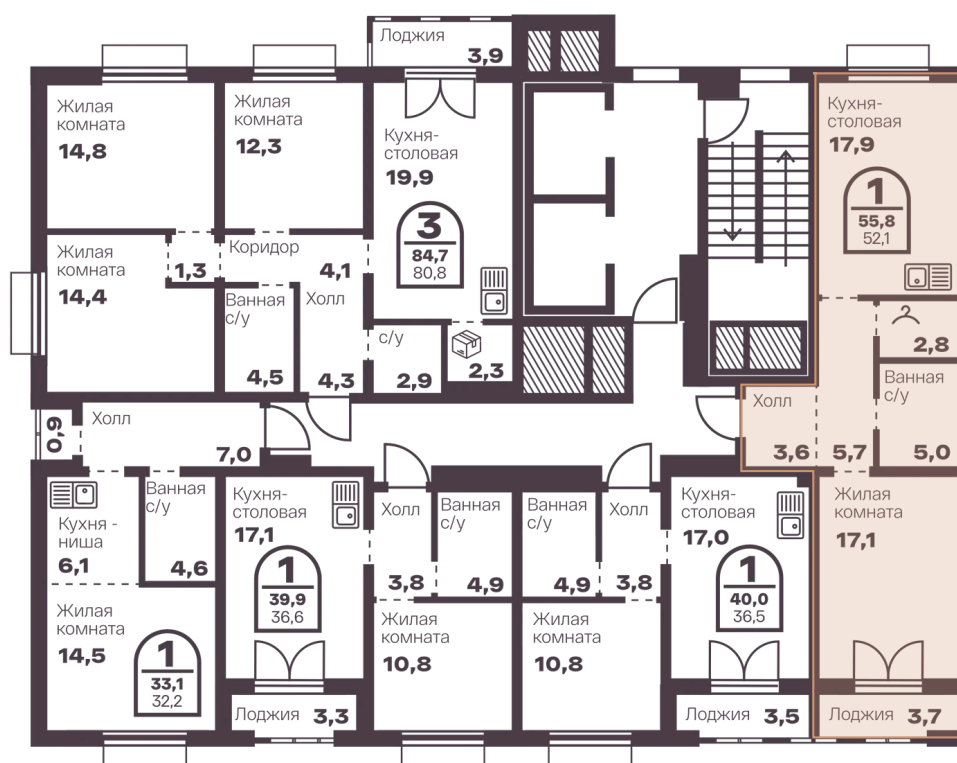 Лоджия
3,9
Жилая
комната
14,8
Жилая
комната
12,3
Кухня-
столовая
19,9
3
84,7
80,8
Кухня-
столовая
17,9
1
55,8
52,1
Жилая
комната
14,4
1,3
Коридор
4,1
Ванная
с/у
4,5
Холл
4,3
с/у
2,9
2,3
2,8
Ванная
с/у
5,0
Холл
3,6
5,7
0,9
Холл
7,0
Кухня -
ниша
6,1
Ванная
с/у
4,6
Кухня-
столовая
17,1
1
39,9
36,6
Холл
3,8
Ванная
с/у
4,9
Ванная
с/у
4,9
Холл
3,8
Кухня-
столовая
17,0
1
40,0
36,5
Жилая
комната
17,1
Жилая
комната
14,5
1
33,1
32,2
Жилая
комната
10,8
Жилая
комната
10,8
Лоджия 3,3
Лоджия 3,5
Лоджия 3,7